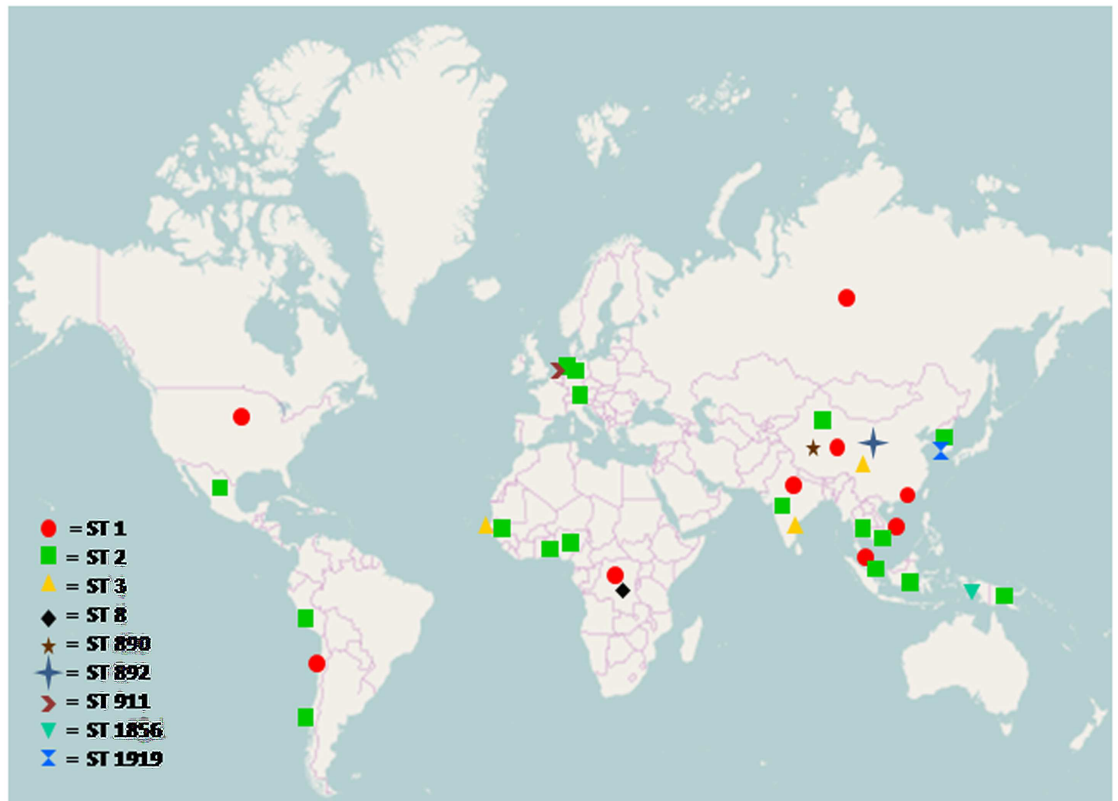 = ST 1
= ST 2
= ST 3
= ST 8
= ST 890
= ST 892
= ST 911
= ST 1856
= ST 1919